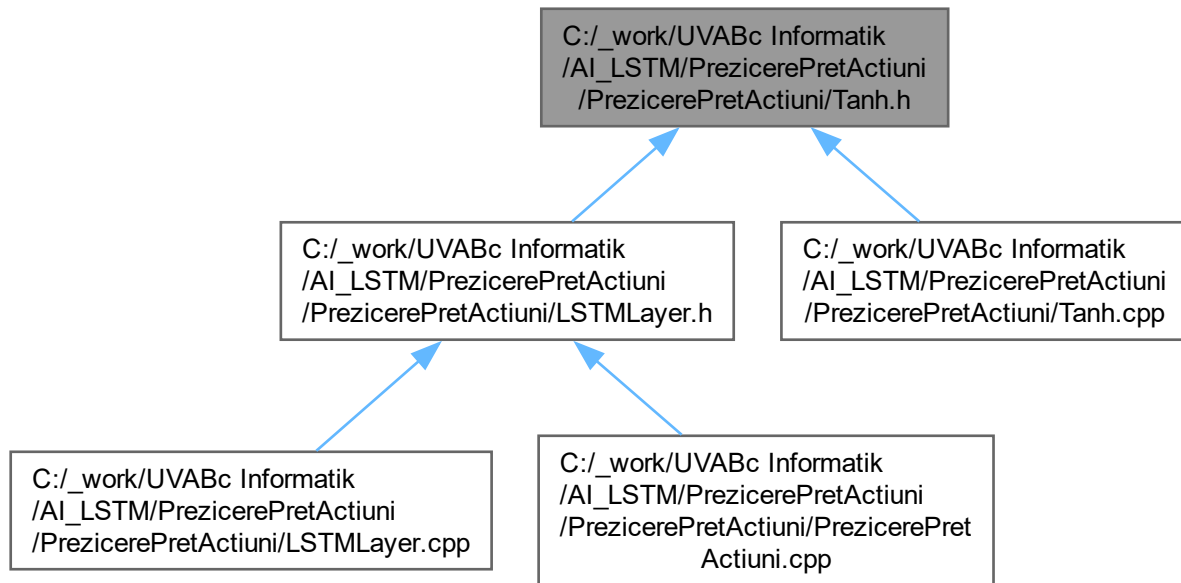 C:/_work/UVABc Informatik
/AI_LSTM/PrezicerePretActiuni
/PrezicerePretActiuni/Tanh.h
C:/_work/UVABc Informatik
/AI_LSTM/PrezicerePretActiuni
/PrezicerePretActiuni/LSTMLayer.h
C:/_work/UVABc Informatik
/AI_LSTM/PrezicerePretActiuni
/PrezicerePretActiuni/Tanh.cpp
C:/_work/UVABc Informatik
/AI_LSTM/PrezicerePretActiuni
/PrezicerePretActiuni/LSTMLayer.cpp
C:/_work/UVABc Informatik
/AI_LSTM/PrezicerePretActiuni
/PrezicerePretActiuni/PrezicerePret
Actiuni.cpp